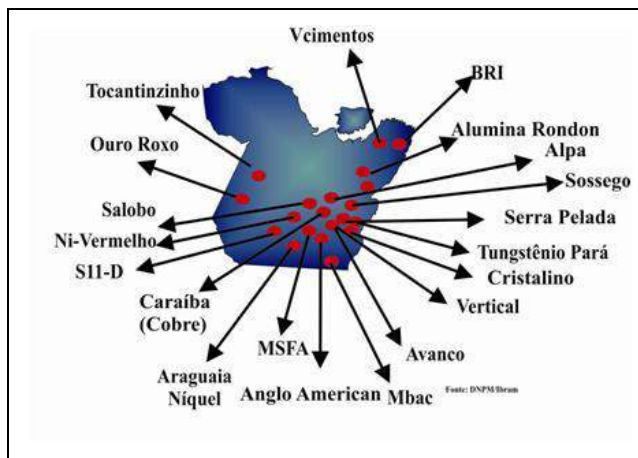 Vcimentos
BRI
Tocantinzinho
Alumina Rondon
Ouro Roxo
Alpa
Sossego
Salobo
Serra Pelada
Ni-Vermelho
Tungstênio Pará
S11-D
Cristalino
Caraíba
(Cobre)
Vertical
MSFA
Avanco
Araguaia
Níquel
Anglo American
Mbac
Fonte: DNPM/Ibram